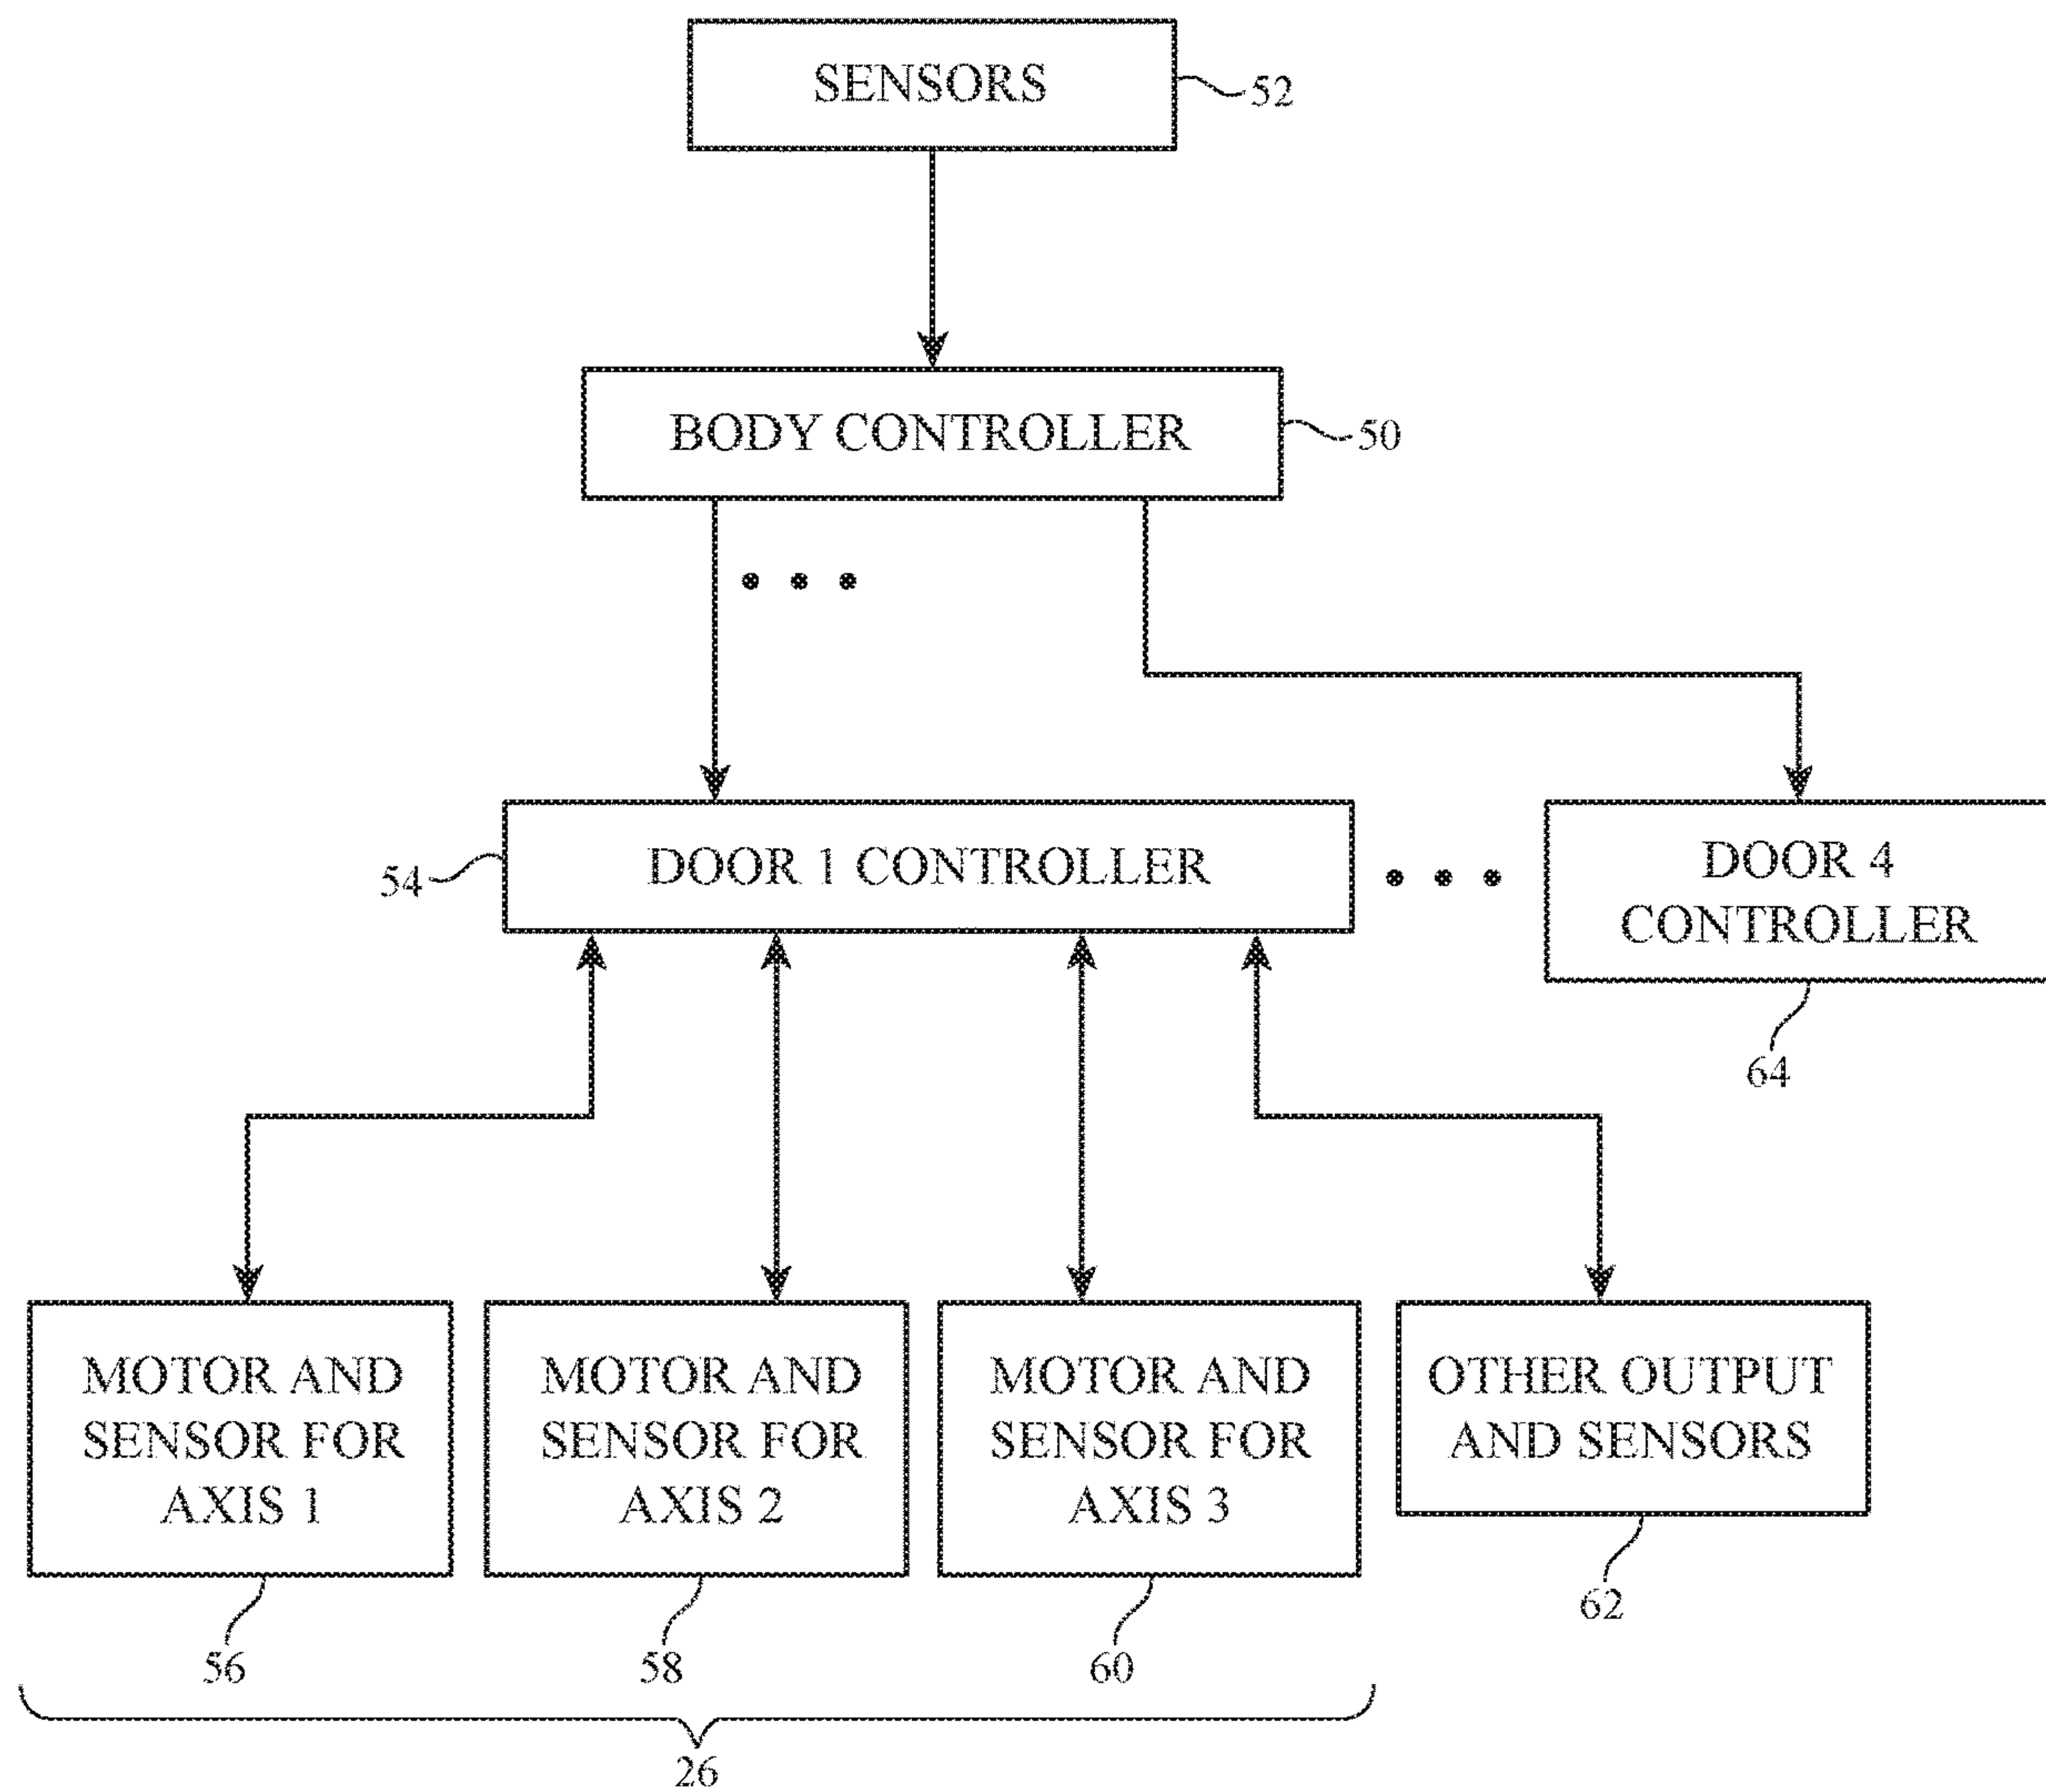 SENSORS
52
BODY CONTROLLER
50
54
DOOR 1 CONTROLLER
DOOR 4
CONTROLLER
64
MOTOR AND
SENSOR FOR
AXIS 1
MOTOR AND
SENSOR FOR
AXIS 2
MOTOR AND
SENSOR FOR
AXIS 3
OTHER OUTPUT
AND SENSORS
56
58
60
62
26